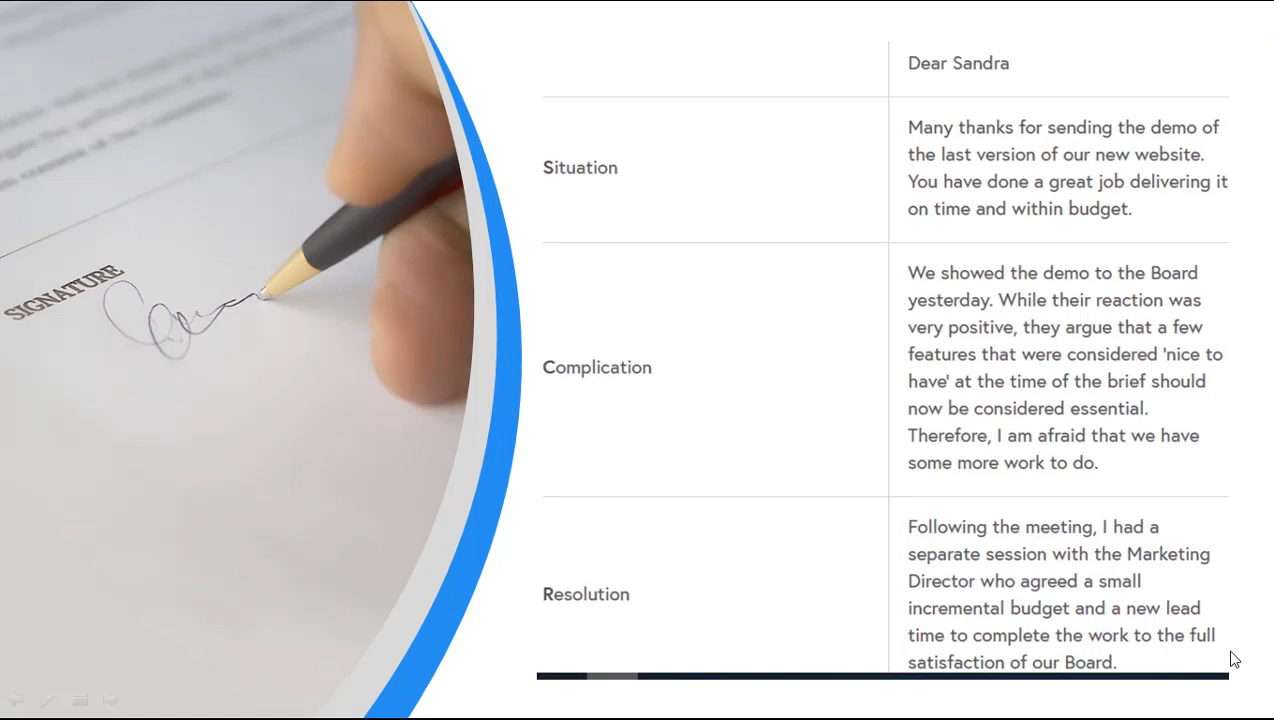 Dear Sandra
Situation
Many thanks for sending the demo of
the last version of our new website.
You have done a great job delivering it
on time and within budget.
Complication
We showed the demo to the Board
yesterday. While their reaction was
very positive, they argue that a few
features that were considered 'nice to
have' at the time of the brief should
now be considered essential.
Therefore, I am afraid that we have
some more work to do.
Resolution
Following the meeting, I had a
separate session with the Marketing
Director who agreed a small
incremental budget and a new lead
time to complete the work to the full
satisfaction of our Board.
SIGNATURE